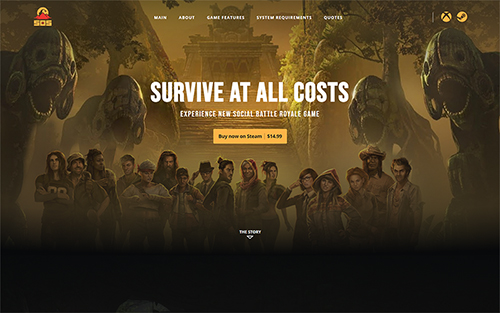 SOS
MAIN
ABOUT
GAME FEATURES
SYSTEM REQUIREMENTS
QUOTES
SURVIVE AT ALL COSTS
EXPERIENCE NEW SOCIAL BATTLE ROYALE GAME
Buy now on Steam | $14.99
THE STORY